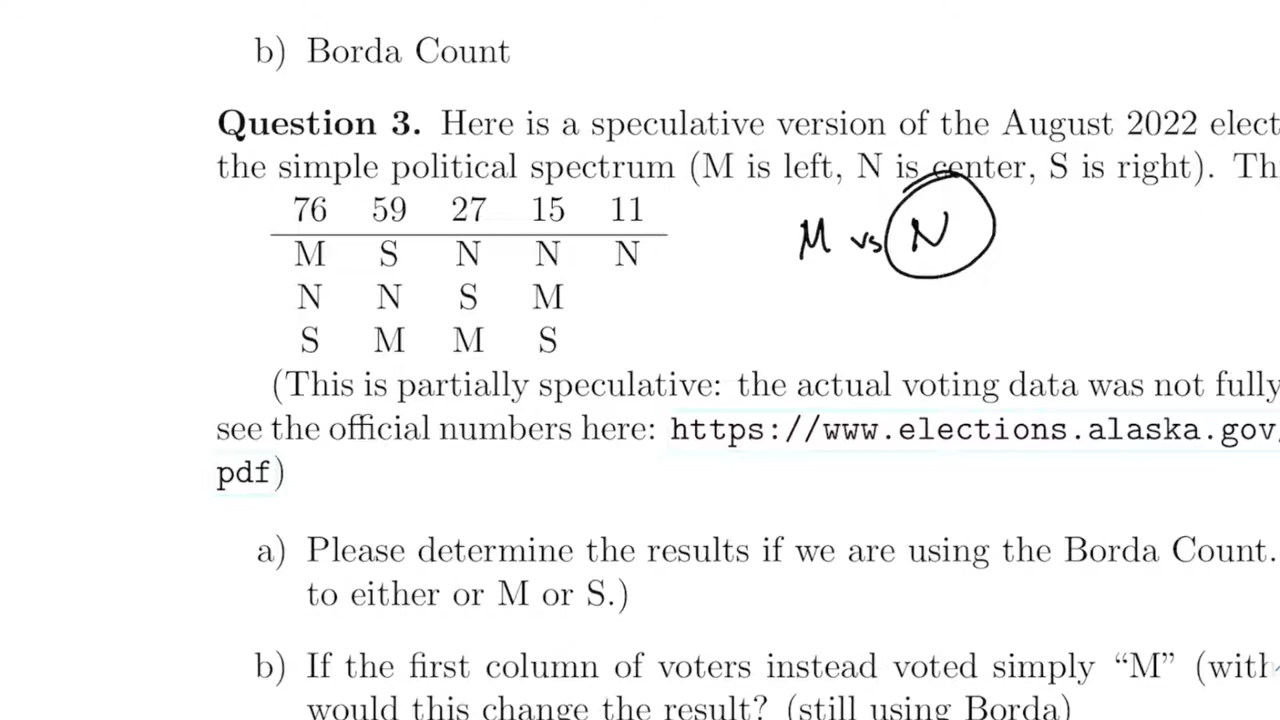 b) Borda Count
Question 3. Here is a speculative version of the August 2022 elect
the simple political spectrum (M is left, N is center, S is right). Th
76 59 27 15 11
M S N N N
N N S M
S M M S
M vs N
(This is partially speculative: the actual voting data was not fully
see the official numbers here: https://www.elections.alaska.gov/
pdf)
a) Please determine the results if we are using the Borda Count.
to either or M or S.)
b) If the first column of voters instead voted simply “M” (with
would this change the result? (still using Borda)